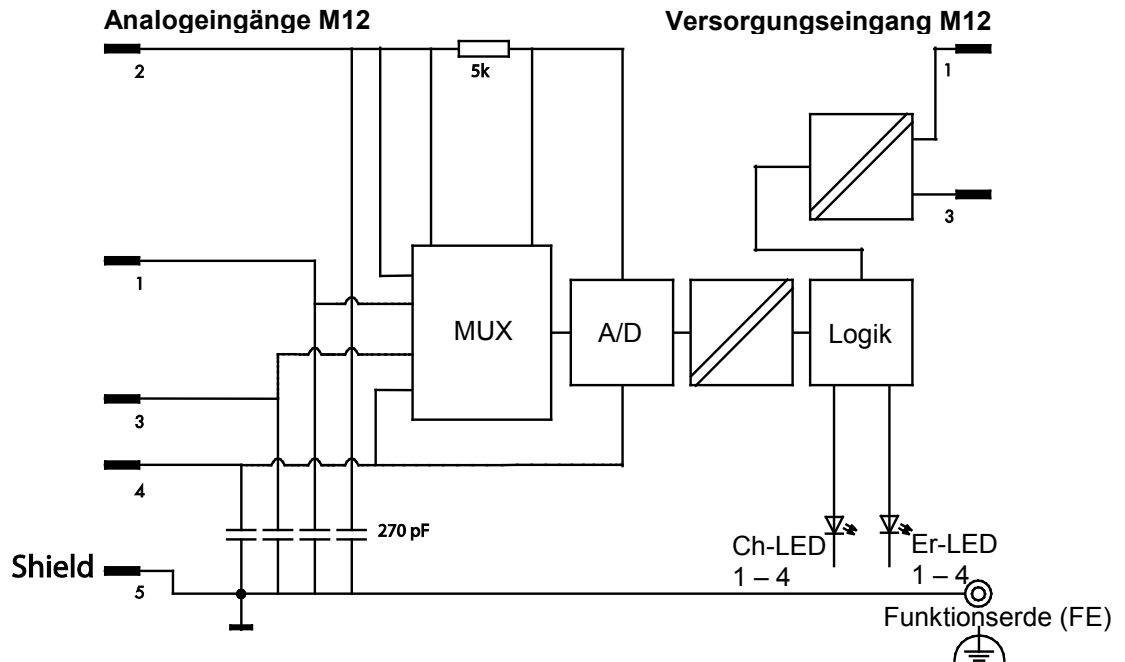 Analogeingänge M12
Versorgungseingang M12
2
5k
1
1
3
MUX
A/D
Logik
3
4
270 pF
Ch-LED
1 – 4
Er-LED
1 – 4
Shield
5
Funktionserde (FE)